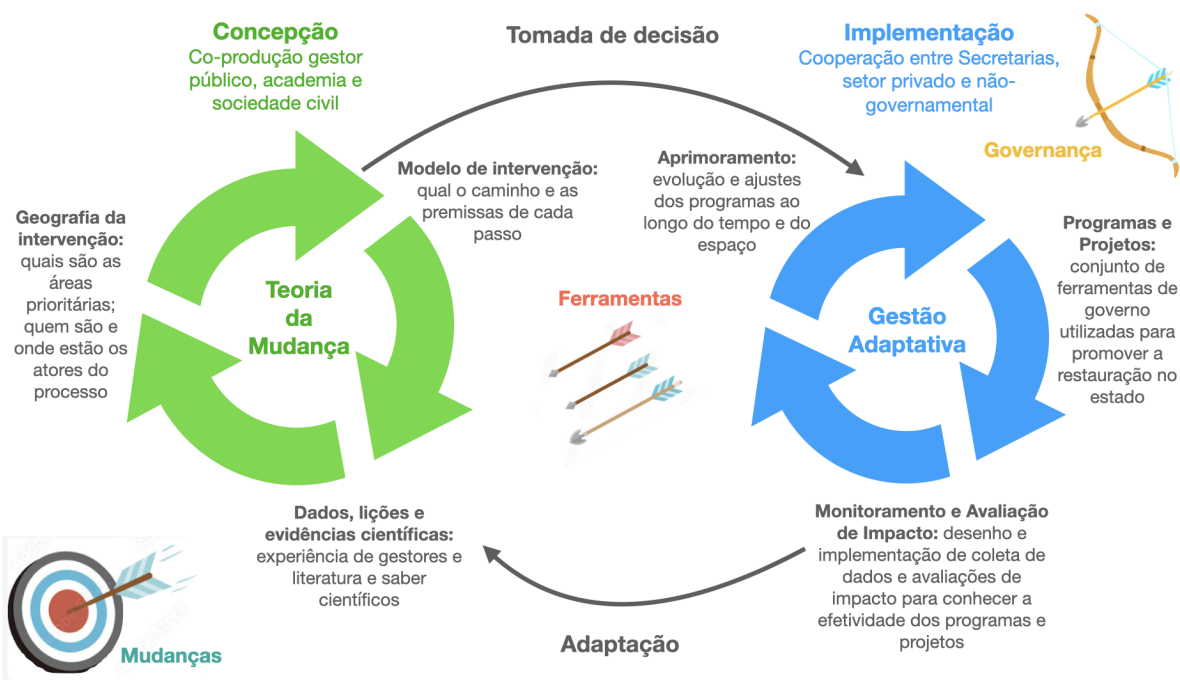 Concepção
Co-produção gestor
público, academia e
sociedade civil
Tomada de decisão
Implementação
Cooperação entre Secretarias,
setor privado e não-
governamental
Governança
Modelo de intervenção:
qual o caminho e as
premissas de cada
passo
Aprimoramento:
evolução e ajustes
dos programas ao
longo do tempo e do
espaço
Geografia da
intervenção:
quais são as
áreas
prioritárias;
quem são e
onde estão os
atores do
processo
Teoria
da
Mudança
Ferramentas
Gestão
Adaptativa
Programas e
Projetos:
conjunto de
ferramentas de
governo
utilizadas para
promover a
restauração no
estado
Dados, lições e
evidências científicas:
experiência de gestores e
literatura e saber
científicos
Monitoramento e Avaliação
de Impacto: desenho e
implementação de coleta de
dados e avaliações de
impacto para conhecer a
efetividade dos programas e
projetos
Adaptação
Mudanças